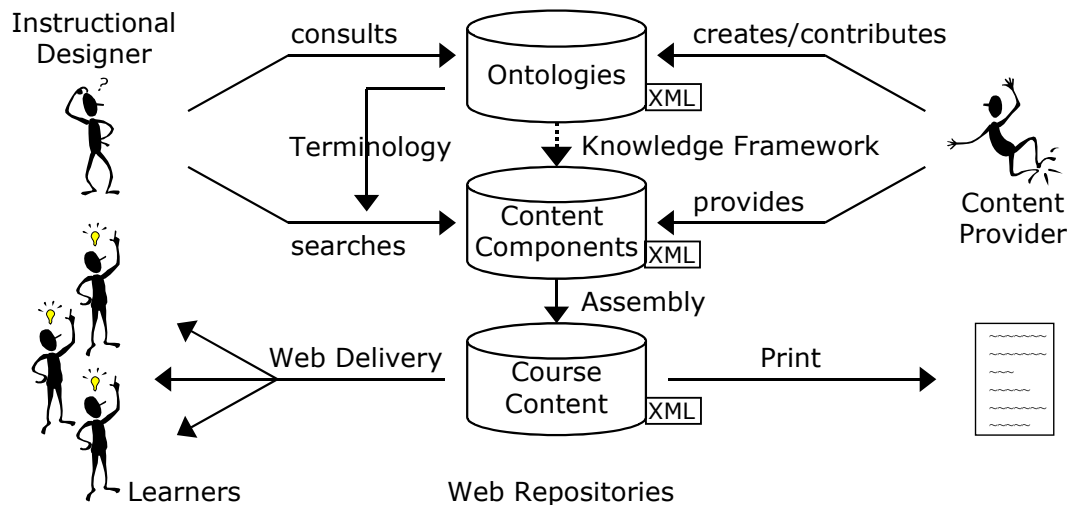 Instructional
Designer
consults
creates/contributes
?
Ontologies
XML
Terminology
Knowledge Framework
Content
Components
XML
provides
searches
Content
Provider
Assembly
Web Delivery
Course
Content
XML
Print
Learners
Web Repositories